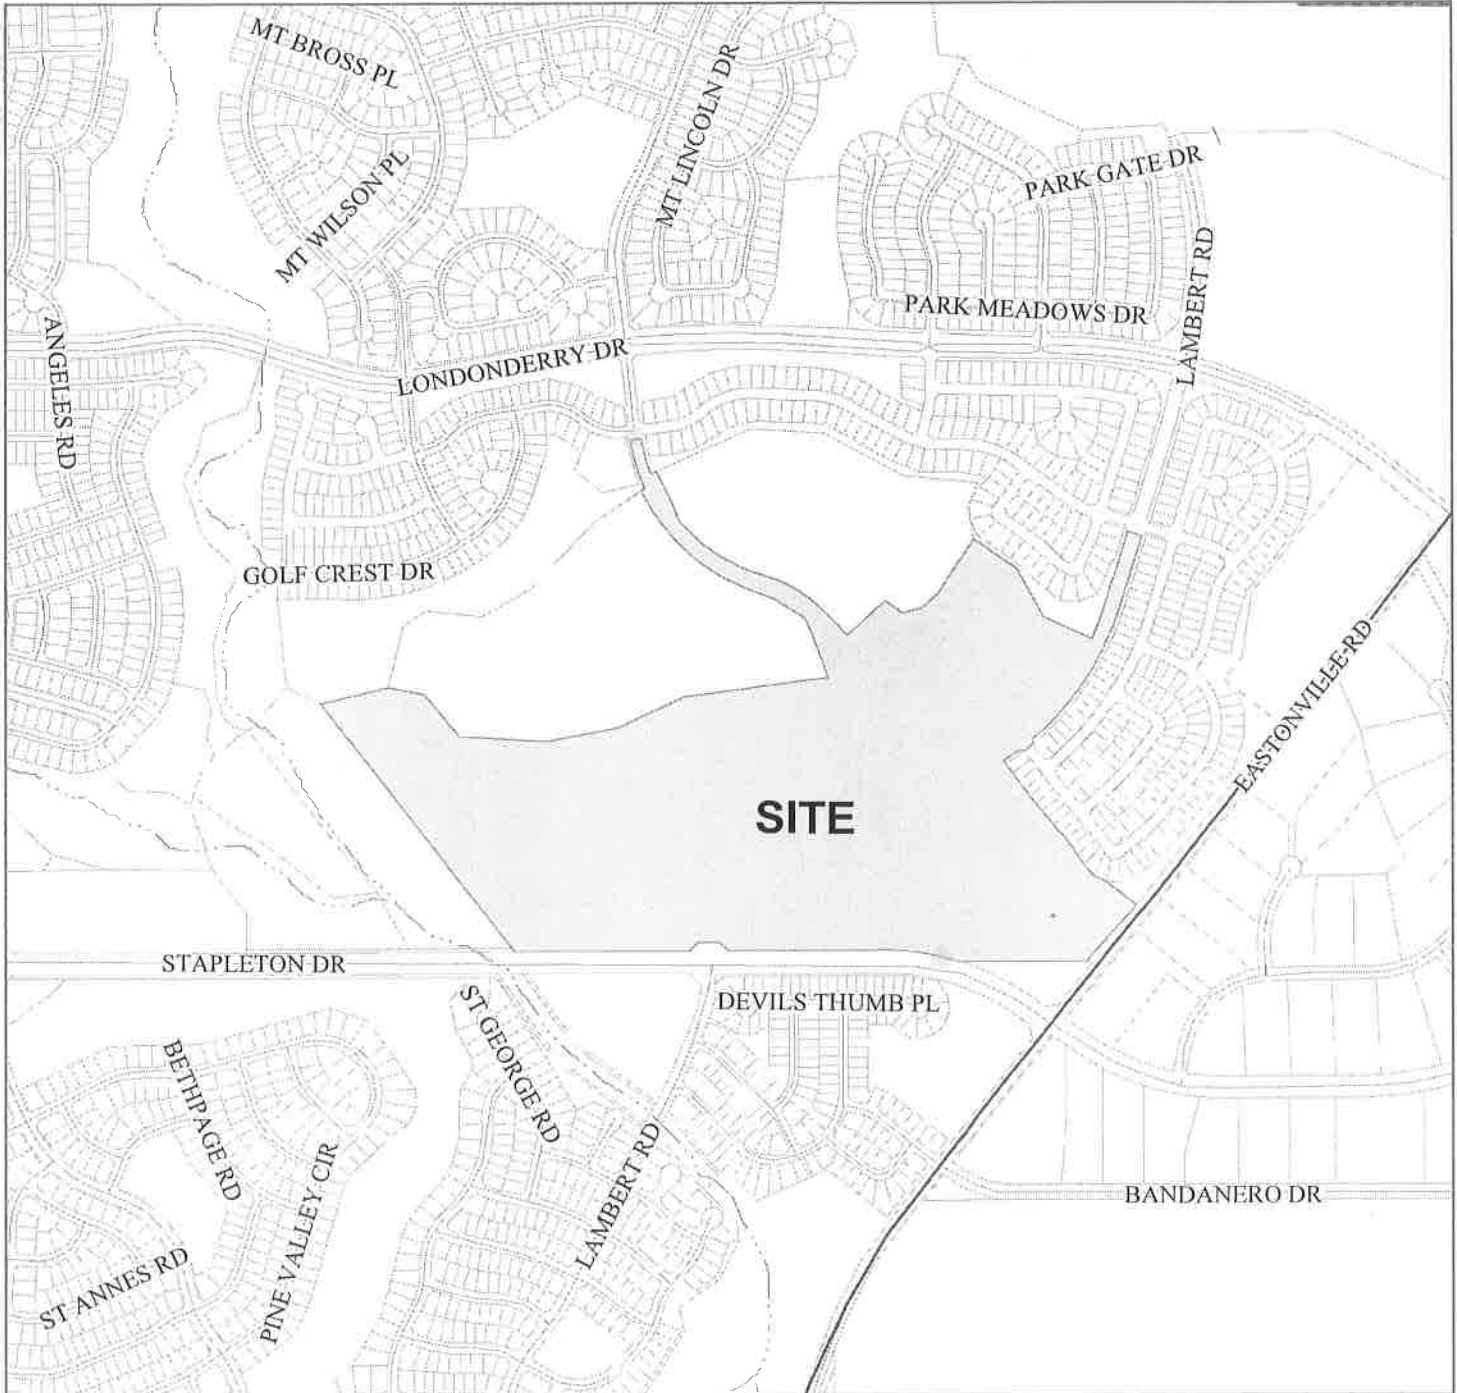 MT BROSS PL
MT LINCOLN DR
PARK GATE DR
MT WILSON PL
LAMBERT RD
PARK MEADOWS DR
ANGELES RD
LONDONDERRY DR
GOLF CREST DR
EASTONVILLE RD
SITE
STAPLETON DR
DEVILS THUMB PL
ST GEORGE RD
BETHPAGE RD
PINE VALLEY CIR
LAMBERT RD
BANDANERO DR
ST ANNES RD